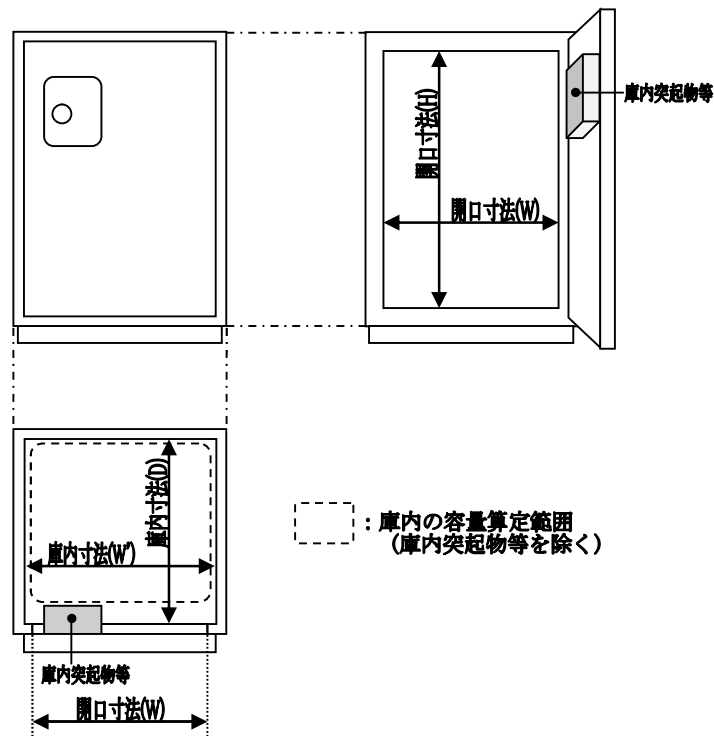 開口寸法(H)
開口寸法(W)
庫内突起物等
庫内寸法(D)
庫内寸法(W')
庫内突起物等
開口寸法(W)
：庫内の容量算定範囲
（庫内突起物等を除く）